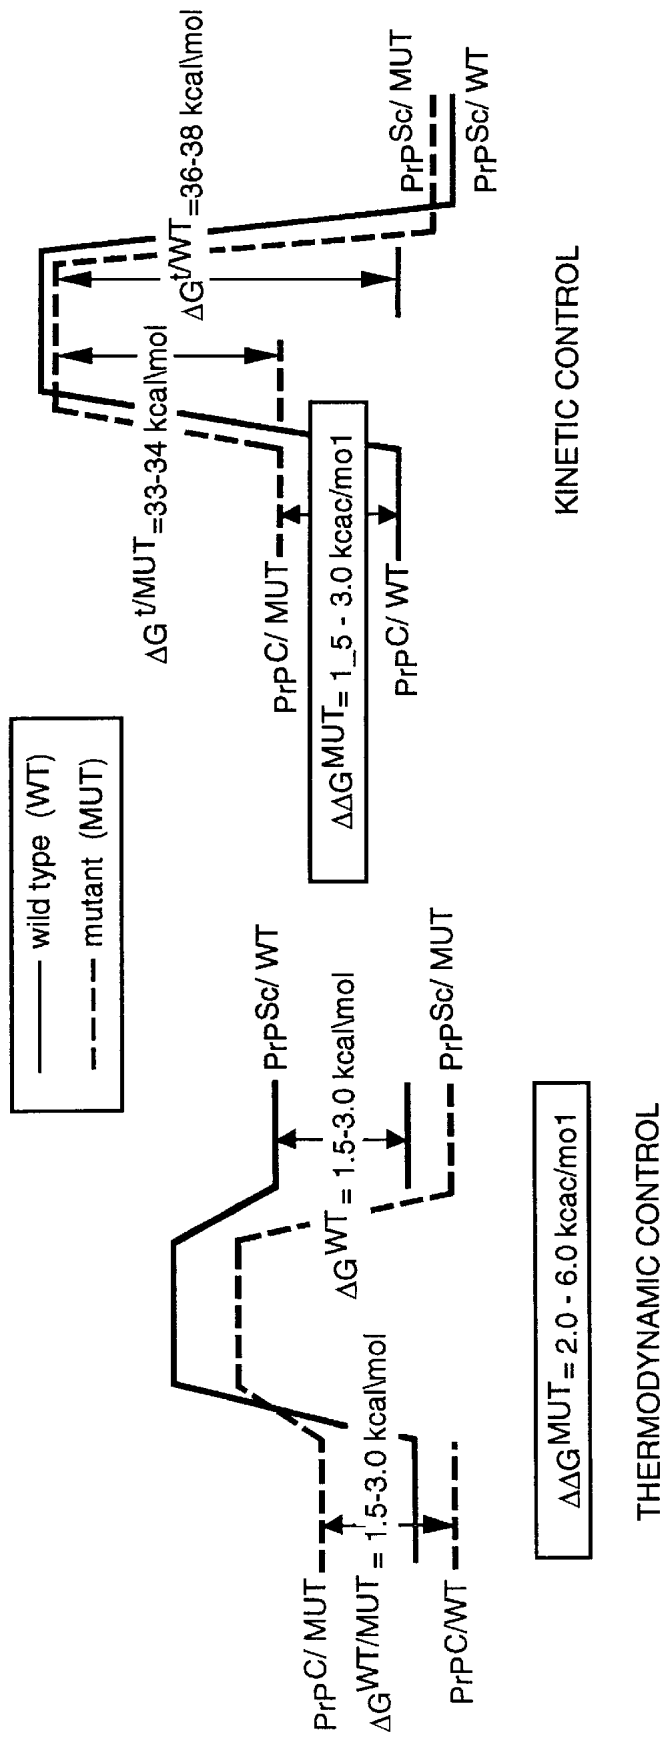 wild type (WT)
mutant (MUT)
PrPC/ MUT
ΔGWT/MUT = 1.5-3.0 kcal\mol
PrPC/WT
PrPSc/ WT
ΔGWT = 1.5-3.0 kcal\mol
PrPSc/ MUT
ΔΔGMUT = 2.0 - 6.0 kcac/mo1
THERMODYNAMIC CONTROL
ΔGt/MUT =33-34 kcal\mol
ΔGt/WT =36-38 kcal\mol
PrPC/ MUT
ΔΔGMUT = 1_5 - 3.0 kcac/mo1
PrPC/ WT
PrPSc/ MUT
PrPSc/ WT
KINETIC CONTROL